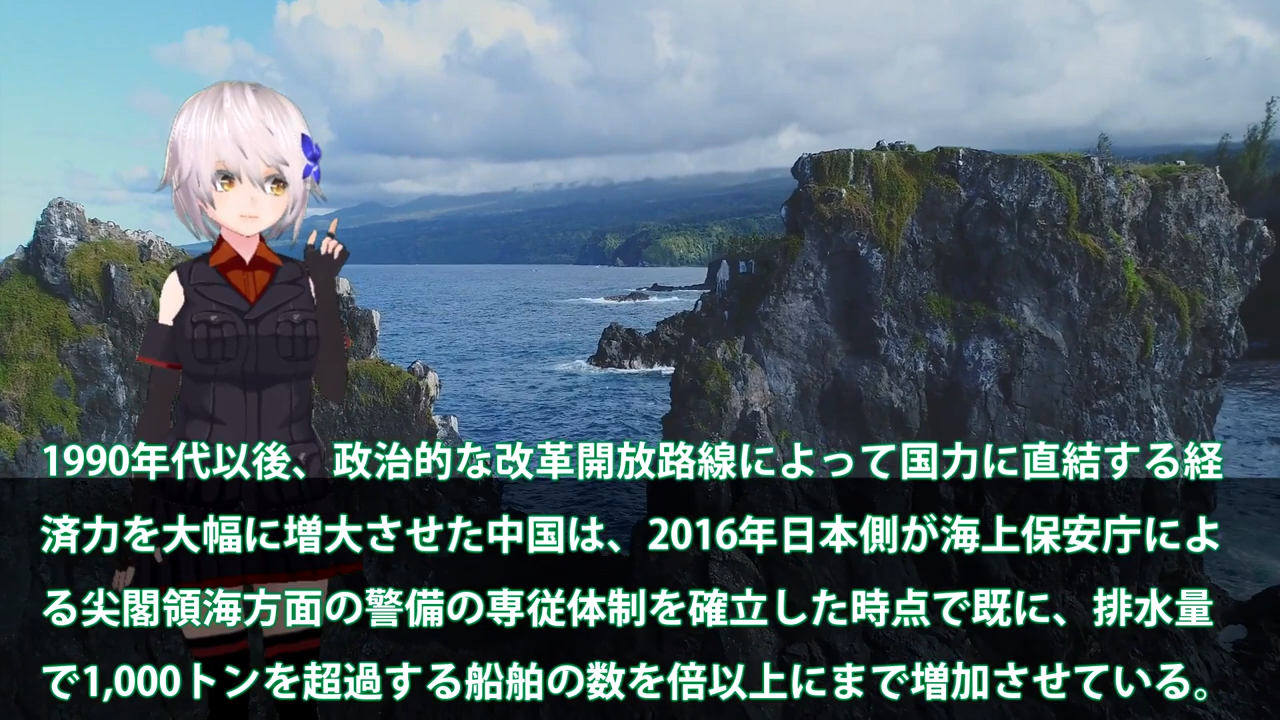 1990年代以後、政治的な改革開放路線によって国力に直結する経
済力を大幅に増大させた中国は、2016年日本側が海上保安庁によ
る尖閣領海方面の警備の専従体制を確立した時点で既に、排水量
で1,000トンを超過する船舶の数を倍以上にまで増加させている。